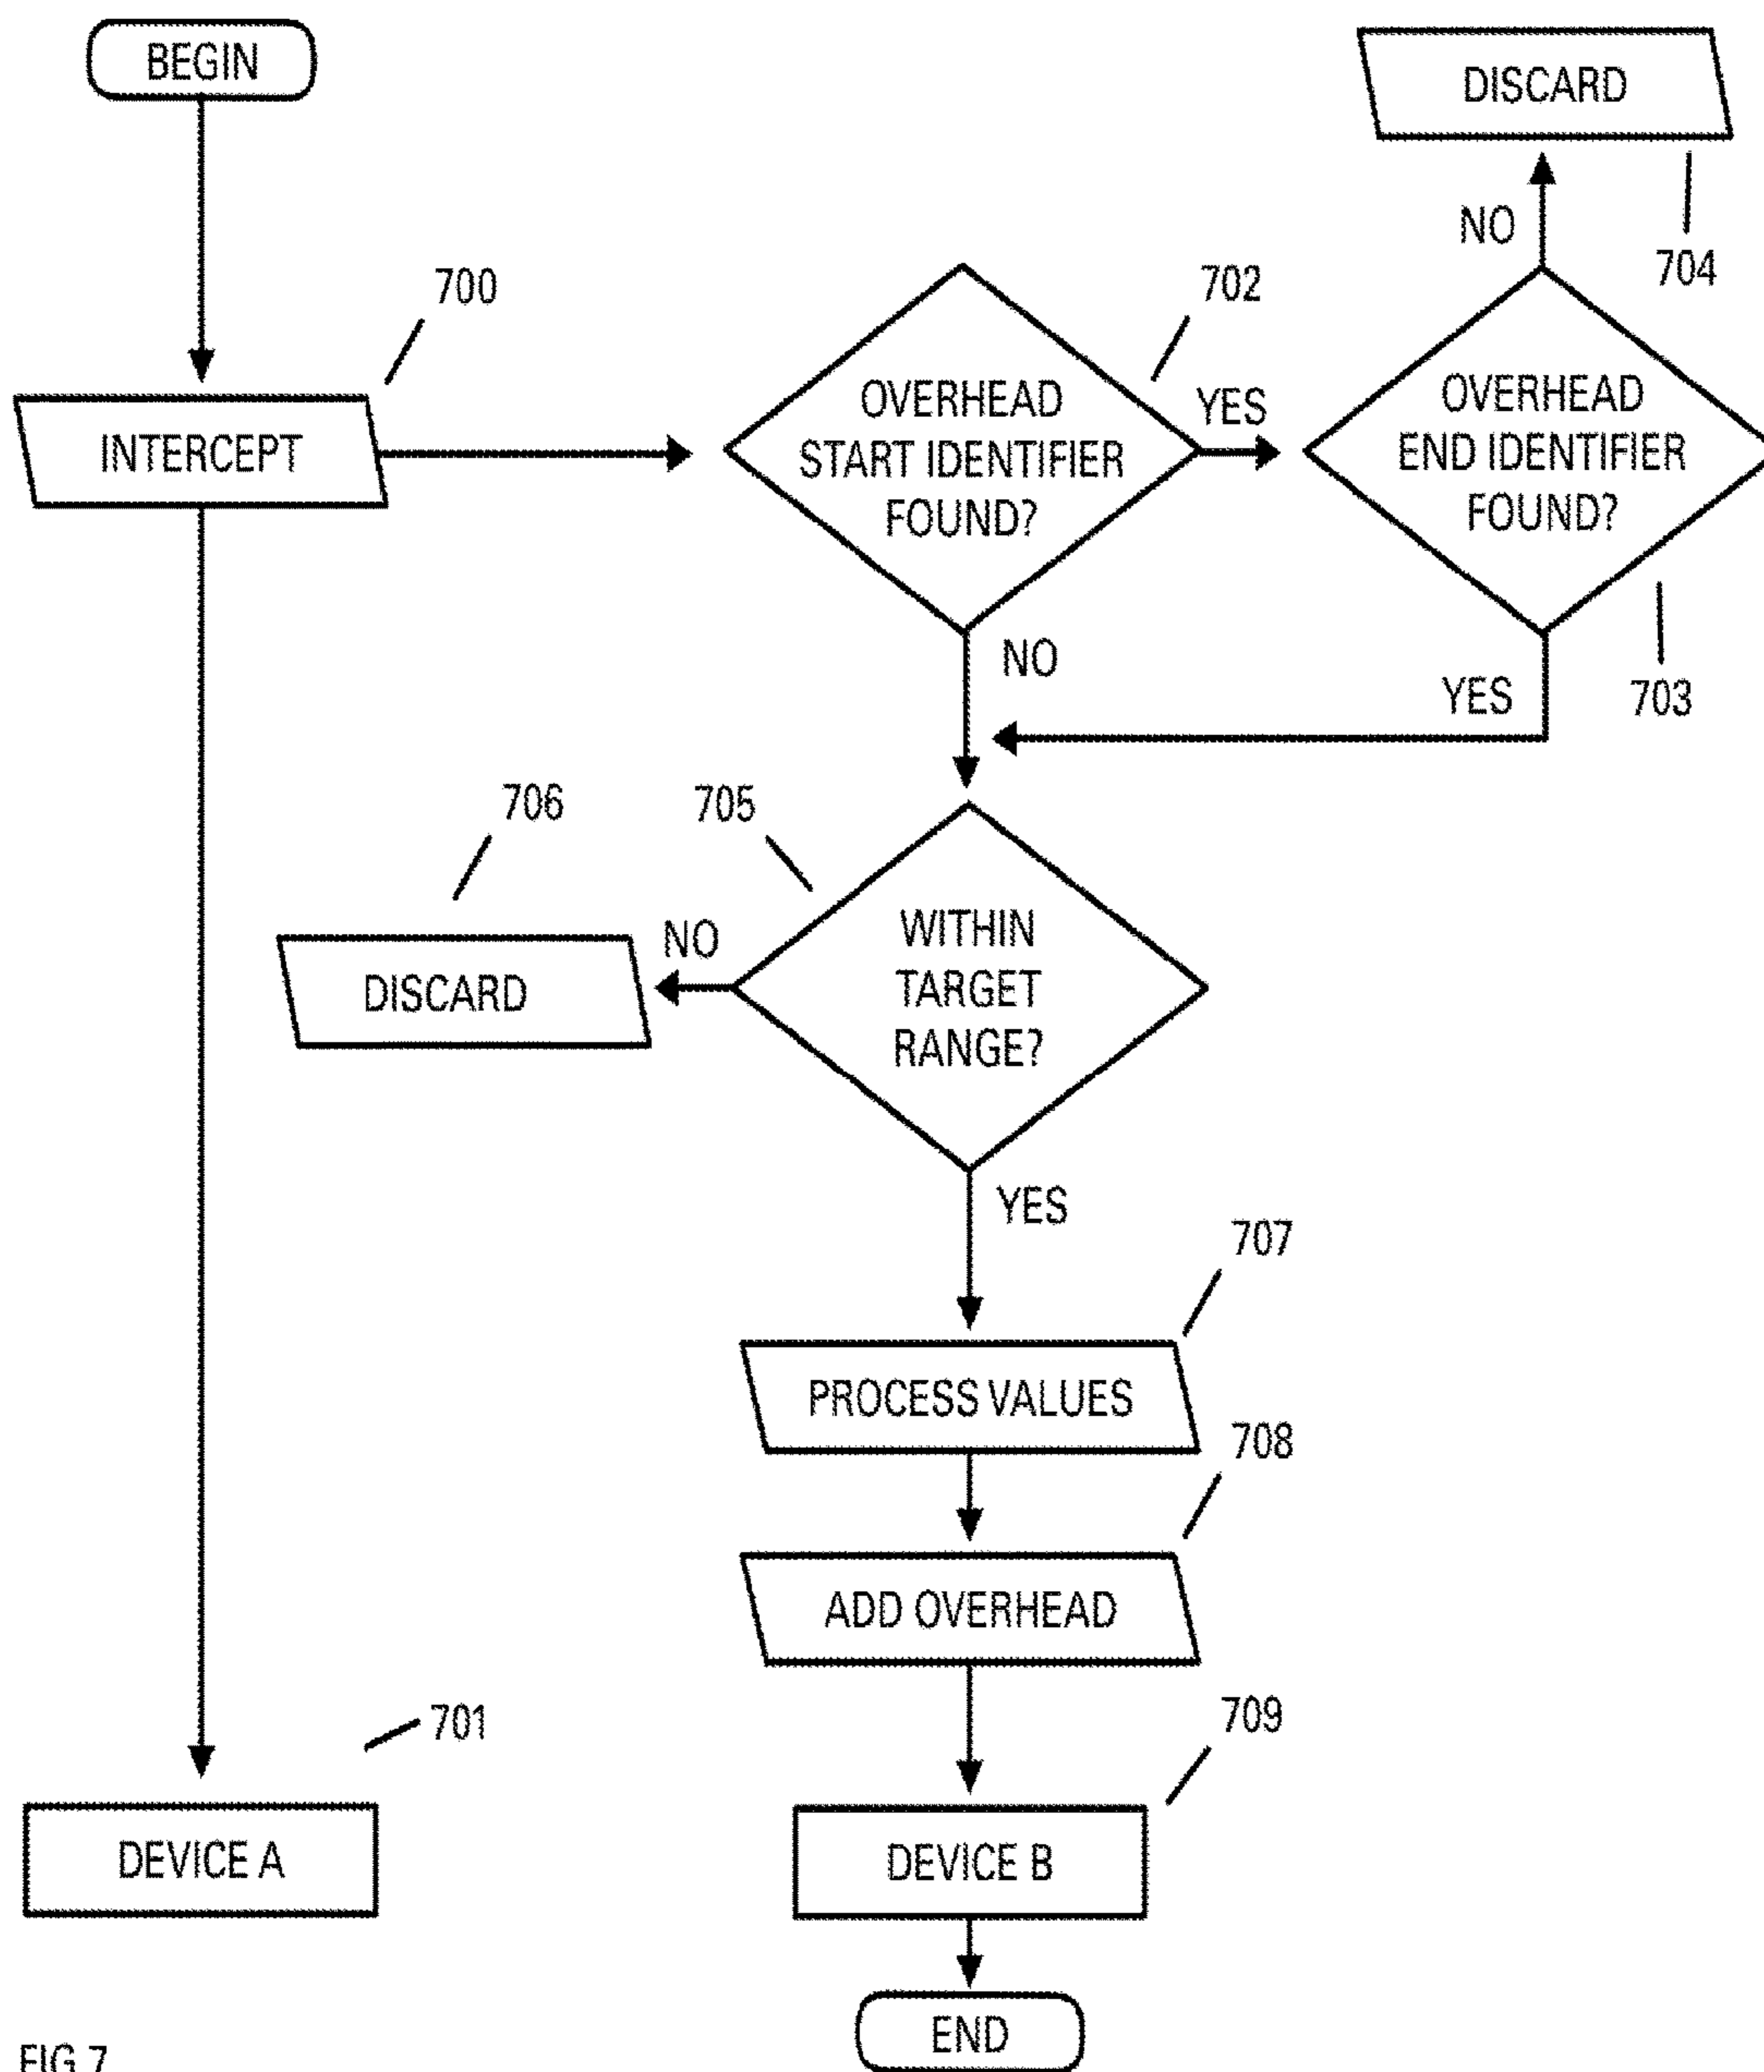 BEGIN
DISCARD
NO
704
700
702
INTERCEPT
OVERHEAD
START IDENTIFIER
FOUND?
YES
OVERHEAD
END IDENTIFIER
FOUND?
NO
YES
703
706
705
DISCARD
NO
WITHIN
TARGET
RANGE?
YES
707
PROCESS VALUES
708
ADD OVERHEAD
701
709
DEVICE A
DEVICE B
END
FIG 7